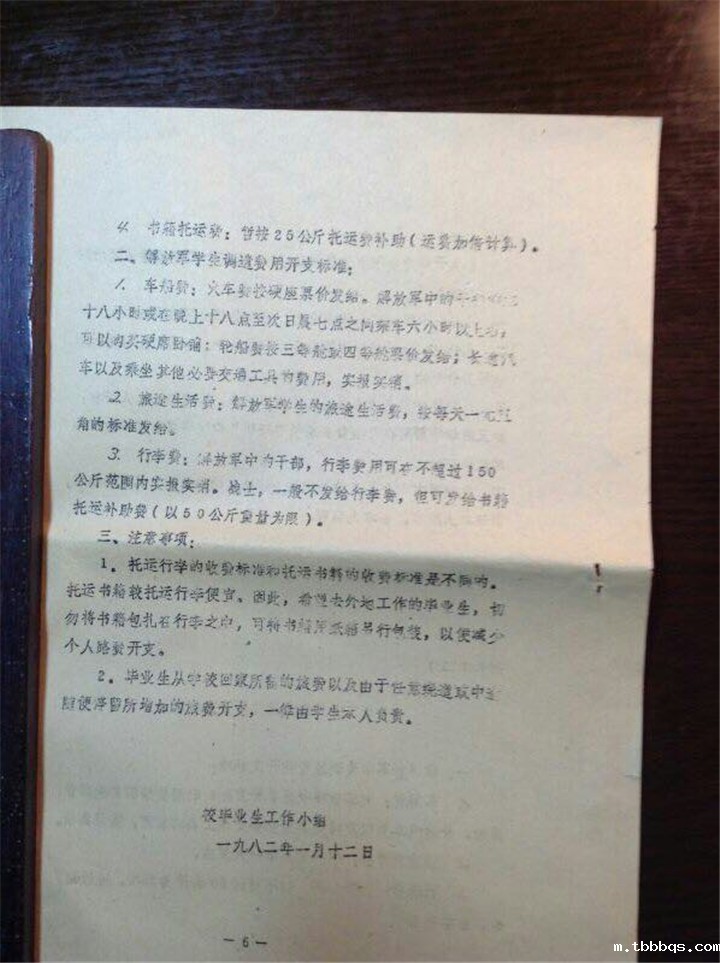 4. 书籍托运费：暂按25公斤托运费补助（运费加倍计算）。
二、解放军学生调遣费用开支标准：
1. 车船费：火车费按硬座票价发给。解放军中的
十八小时或在晚上十八点至次日晨七点之间乘车六小时以上者，
可以购买硬席卧铺；轮船费按三等舱或四等舱票价发给；长途汽
车以及乘坐其他必要交通工具的费用，实报实销。
2. 旅途生活费：解放军学生的旅途生活费，按每天一元五
角的标准发给。
3. 行李费：解放军中的干部，行李费用可在不超过150
公斤范围内实报实销。战士，一般不发给行李费，但可发给书籍
托运补助费（以50公斤重量为限）。
三、注意事项：
1. 托运行李的收费标准和托运书籍的收费标准是不同的。
托运书籍较托运行李便宜。因此，希望去外地工作的毕业生，切
勿将书籍包扎在行李之中，可将书籍用纸箱另行包装，以便减少
个人路费开支。
2. 毕业生从学校回家所需的旅费以及由于任意绕道或中途
随便停留所增加的旅费开支，一律由学生本人负责。
校毕业生工作小组
一九八二年一月十二日
— 6 —
m.tbbbqs.com